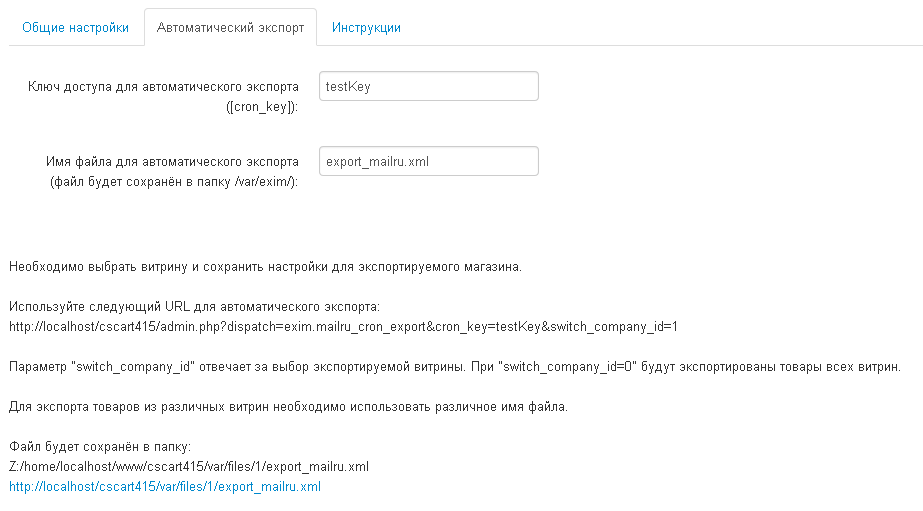 Общие настройки Автоматический экспорт Инструкции
Ключ доступа для автоматического экспорта
([cron_key]):
testKey
Имя файла для автоматического экспорта
(файл будет сохранён в папку /var/exim/):
export_mailru.xml
Необходимо выбрать витрину и сохранить настройки для экспортируемого магазина.
Используйте следующий URL для автоматического экспорта:
http://localhost/cscart415/admin.php?dispatch=exim.mailru_cron_export&cron_key=testKey&switch_company_id=1
Параметр "switch_company_id" отвечает за выбор экспортируемой витрины. При "switch_company_id=0" будут экспортированы товары всех витрин.
Для экспорта товаров из различных витрин необходимо использовать различное имя файла.
Файл будет сохранён в папку:
Z:/home/localhost/www/cscart415/var/files/1/export_mailru.xml
http://localhost/cscart415/var/files/1/export_mailru.xml